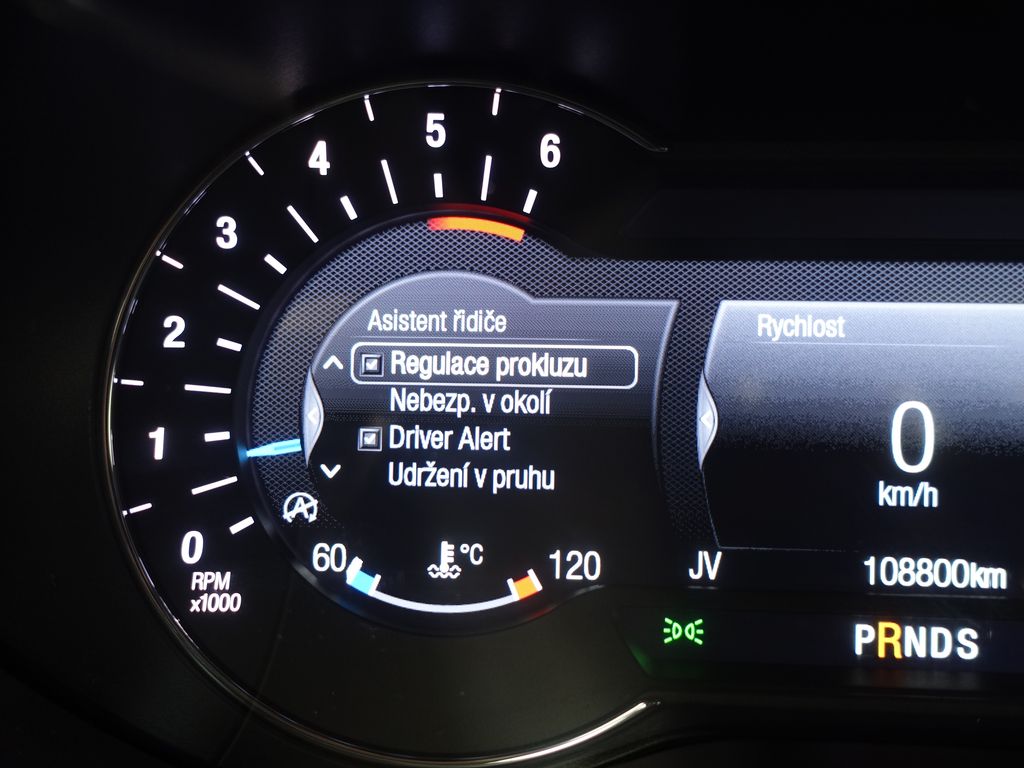 6
5
4
3
2
1
0
RPM
x1000
Asistent řidiče
Regulace prokluzu
Nebezp. v okolí
Driver Alert
Udržení v pruhu
A
60
°C
120
Rychlost
0
km/h
JV
108800km
PRNDS